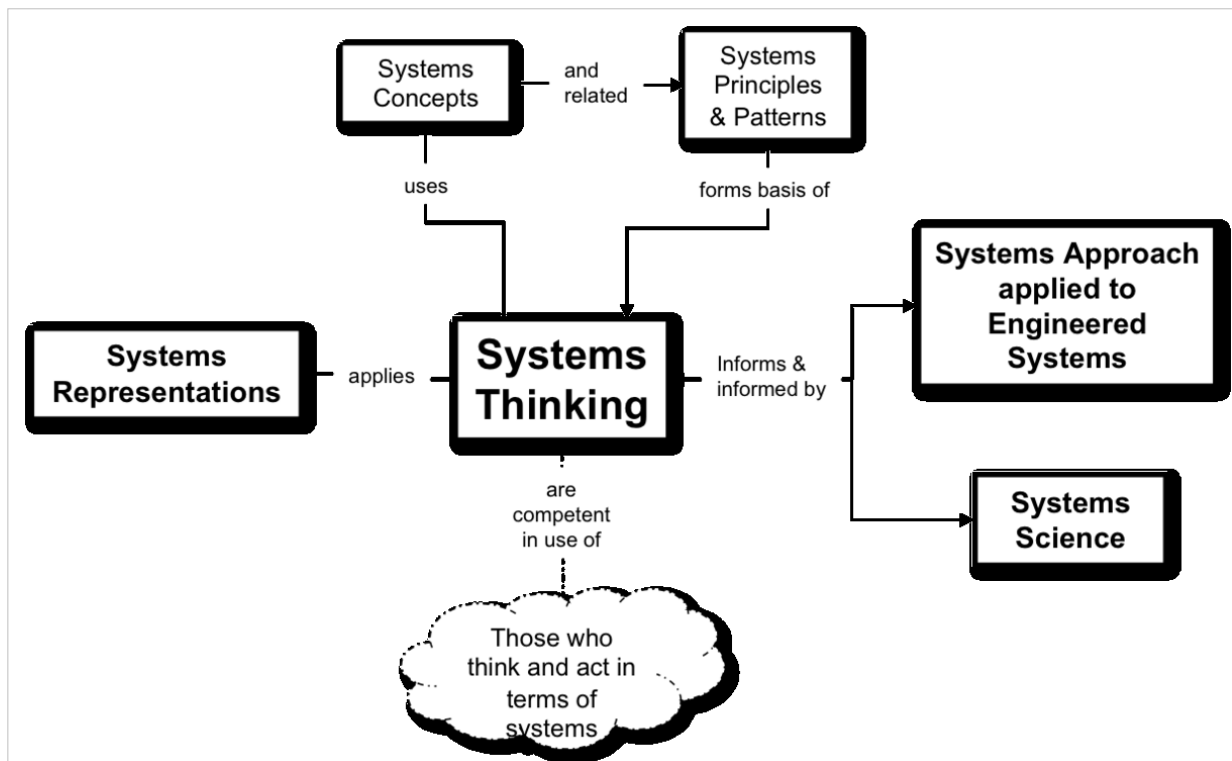 Systems
Concepts
and
related
Systems
Principles
& Patterns
uses
forms basis of
Systems
Representations
applies
Systems
Thinking
Informs &
informed by
Systems Approach
applied to
Engineered
Systems
Systems
Science
are
competent
in use of
Those who
think and act in
terms of
systems